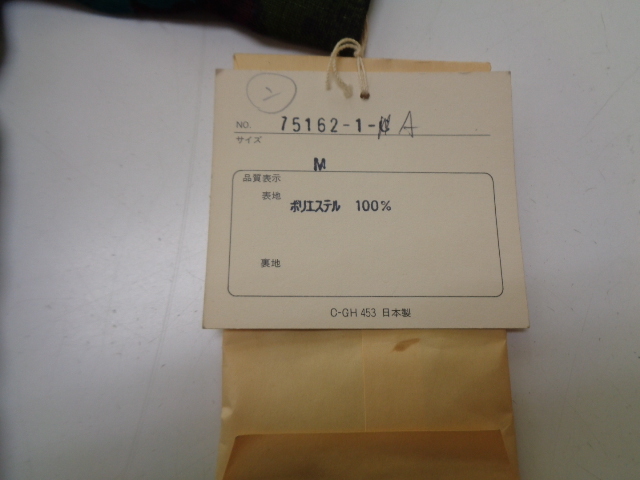 ン
NO. 75162-1- A
サイズ
M
品質表示
表地
ポリエステル 100%
裏地
C-GH 453 日本製